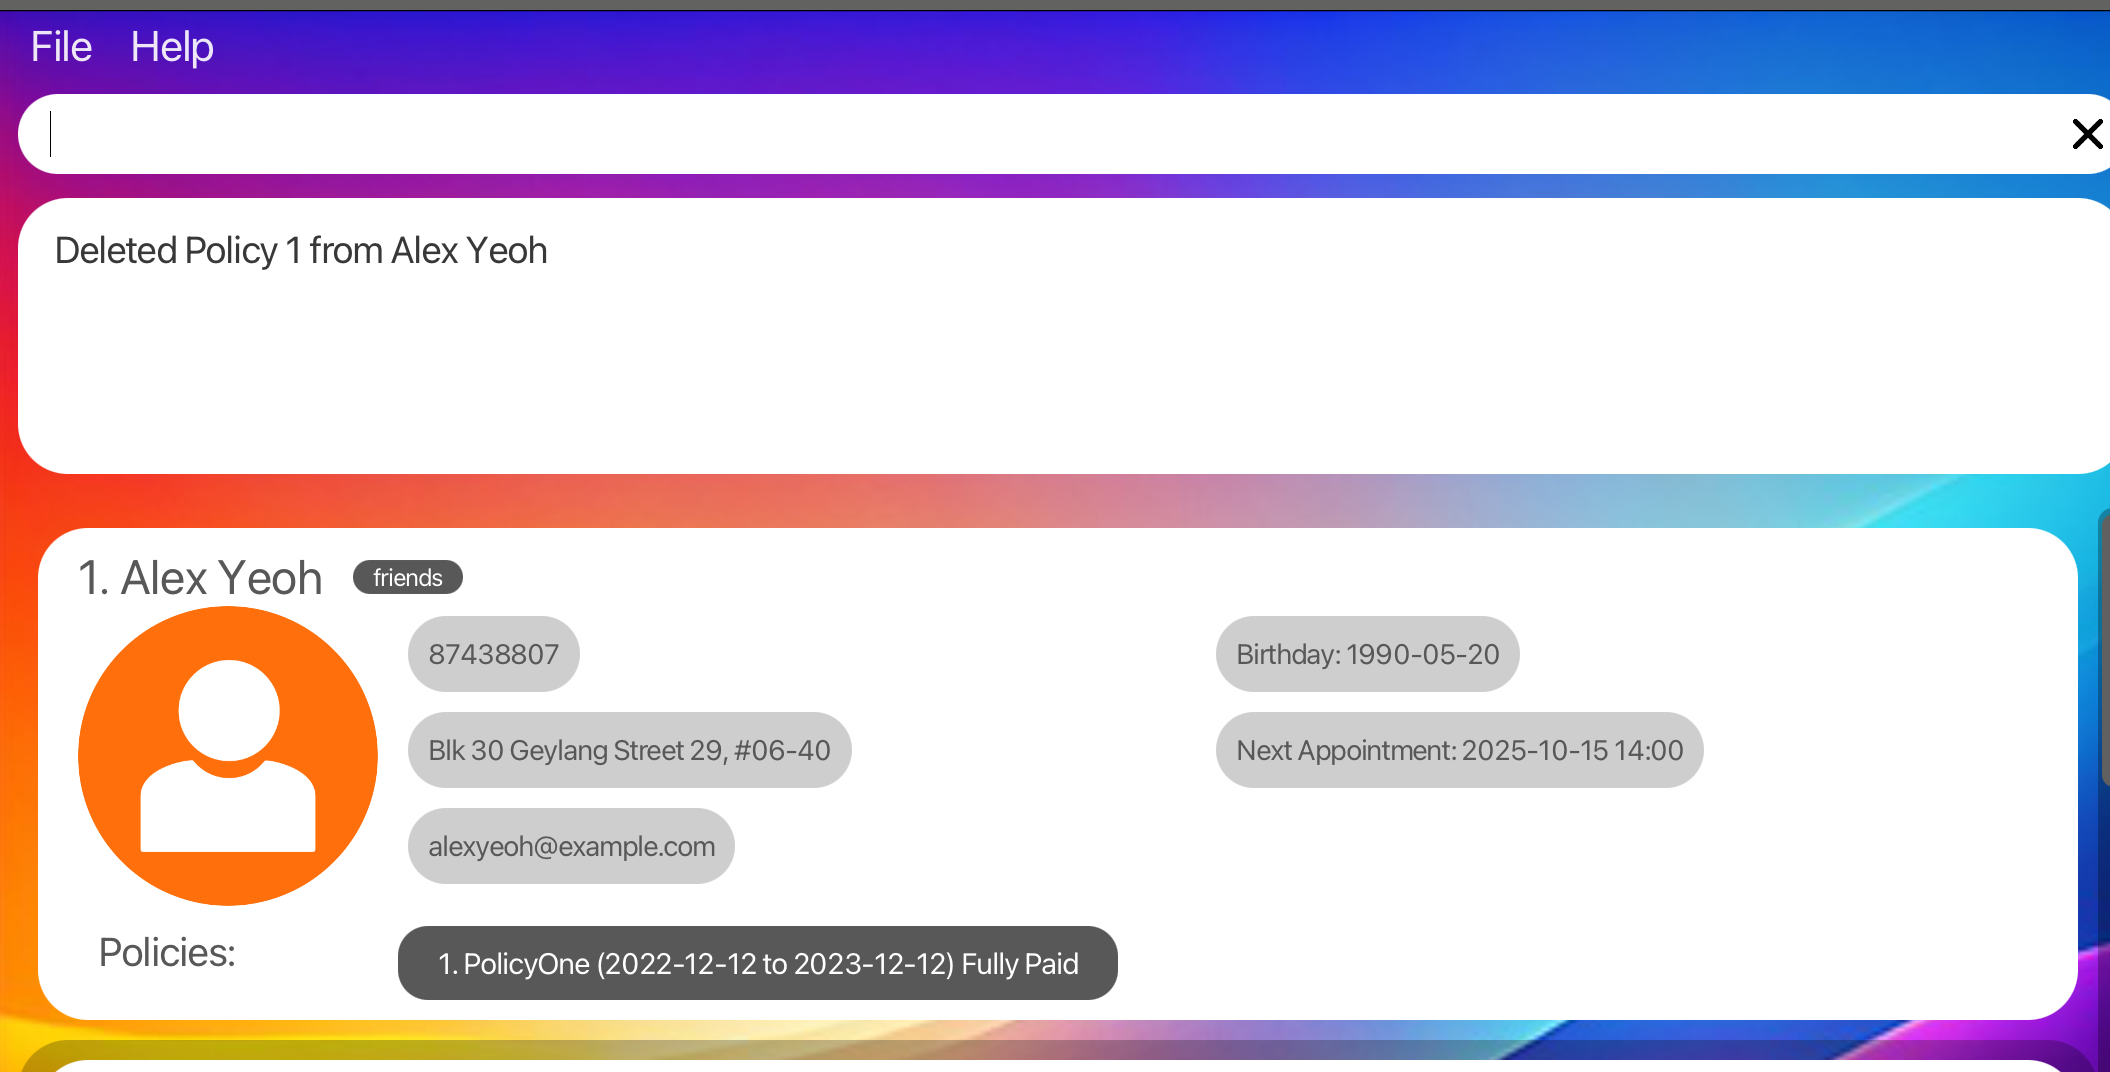 File Help
Deleted Policy 1 from Alex Yeoh
1. Alex Yeoh friends
87438807 Birthday: 1990-05-20
Blk 30 Geylang Street 29, #06-40 Next Appointment: 2025-10-15 14:00
alexyeoh@example.com
Policies: 1. PolicyOne (2022-12-12 to 2023-12-12) Fully Paid